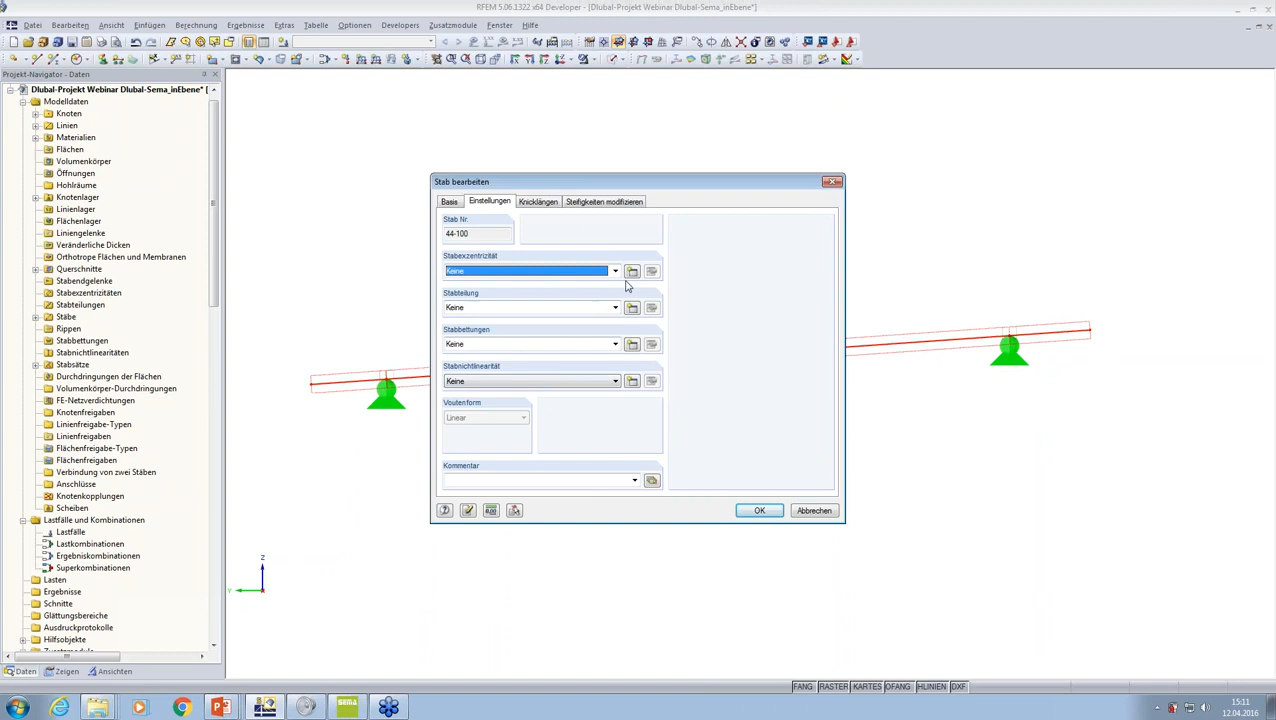 RFEM 5.06.1322 x64 Developer - [Dlubal-Projekt Webinar Dlubal-Sema_inEbene*]
Datei Bearbeiten Ansicht Einfügen Berechnung Ergebnisse Extras Tabelle Optionen Developers Zusatzmodule Fenster Hilfe
Projekt-Navigator - Daten
Dlubal-Projekt Webinar Dlubal-Sema_inEbene*
Modelldaten
Knoten
Linien
Materialien
Flächen
Volumenkörper
Öffnungen
Hohlräume
Knotenlager
Linienlager
Flächenlager
Liniengelenke
Veränderliche Dicken
Orthotrope Flächen und Membranen
Querschnitte
Stabendgelenke
Stabexzentrizitäten
Stabteilungen
Stäbe
Rippen
Stabbettungen
Stabnichtlinearitäten
Stabsätze
Durchdringungen der Flächen
Volumenkörper-Durchdringungen
FE-Netzverdichtungen
Knotenfreigaben
Linienfreigabe-Typen
Linienfreigaben
Flächenfreigabe-Typen
Flächenfreigaben
Verbindung von zwei Stäben
Anschlüsse
Knotenkopplungen
Scheiben
Lastfälle und Kombinationen
Lastfälle
Lastkombinationen
Ergebniskombinationen
Superkombinationen
Lasten
Ergebnisse
Schnitte
Glättungsbereiche
Ausdruckprotokolle
Hilfsobjekte
Daten Zeigen Ansichten
Stab bearbeiten
Basis Einstellungen Knicklängen Steifigkeiten modifizieren
Stab Nr.
44-100
Stabexzentrizität
Keine
Stabteilung
Keine
Stabbettungen
Keine
Stabnichtlinearität
Keine
Voutenform
Linear
Kommentar
OK Abbrechen
Z
Y
FANG RASTER KARTES OFANG HLINIEN DXF
SEMA
15:11
12.04.2016